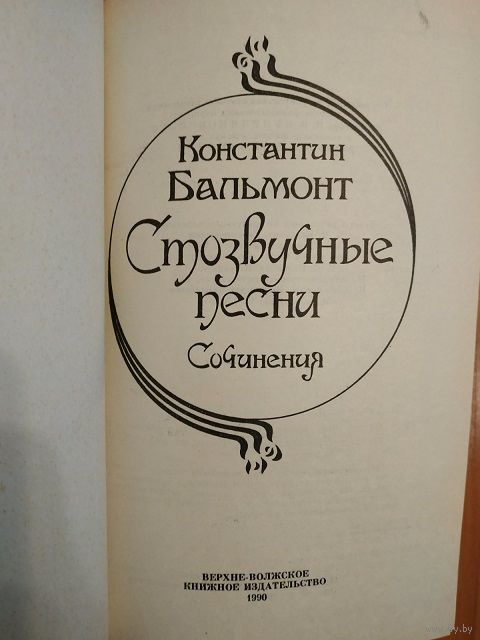 Константин
Бальмонт
Стозвучные
песни
Сочинения
ВЕРХНЕ-ВОЛЖСКОЕ
КНИЖНОЕ ИЗДАТЕЛЬСТВО
1990